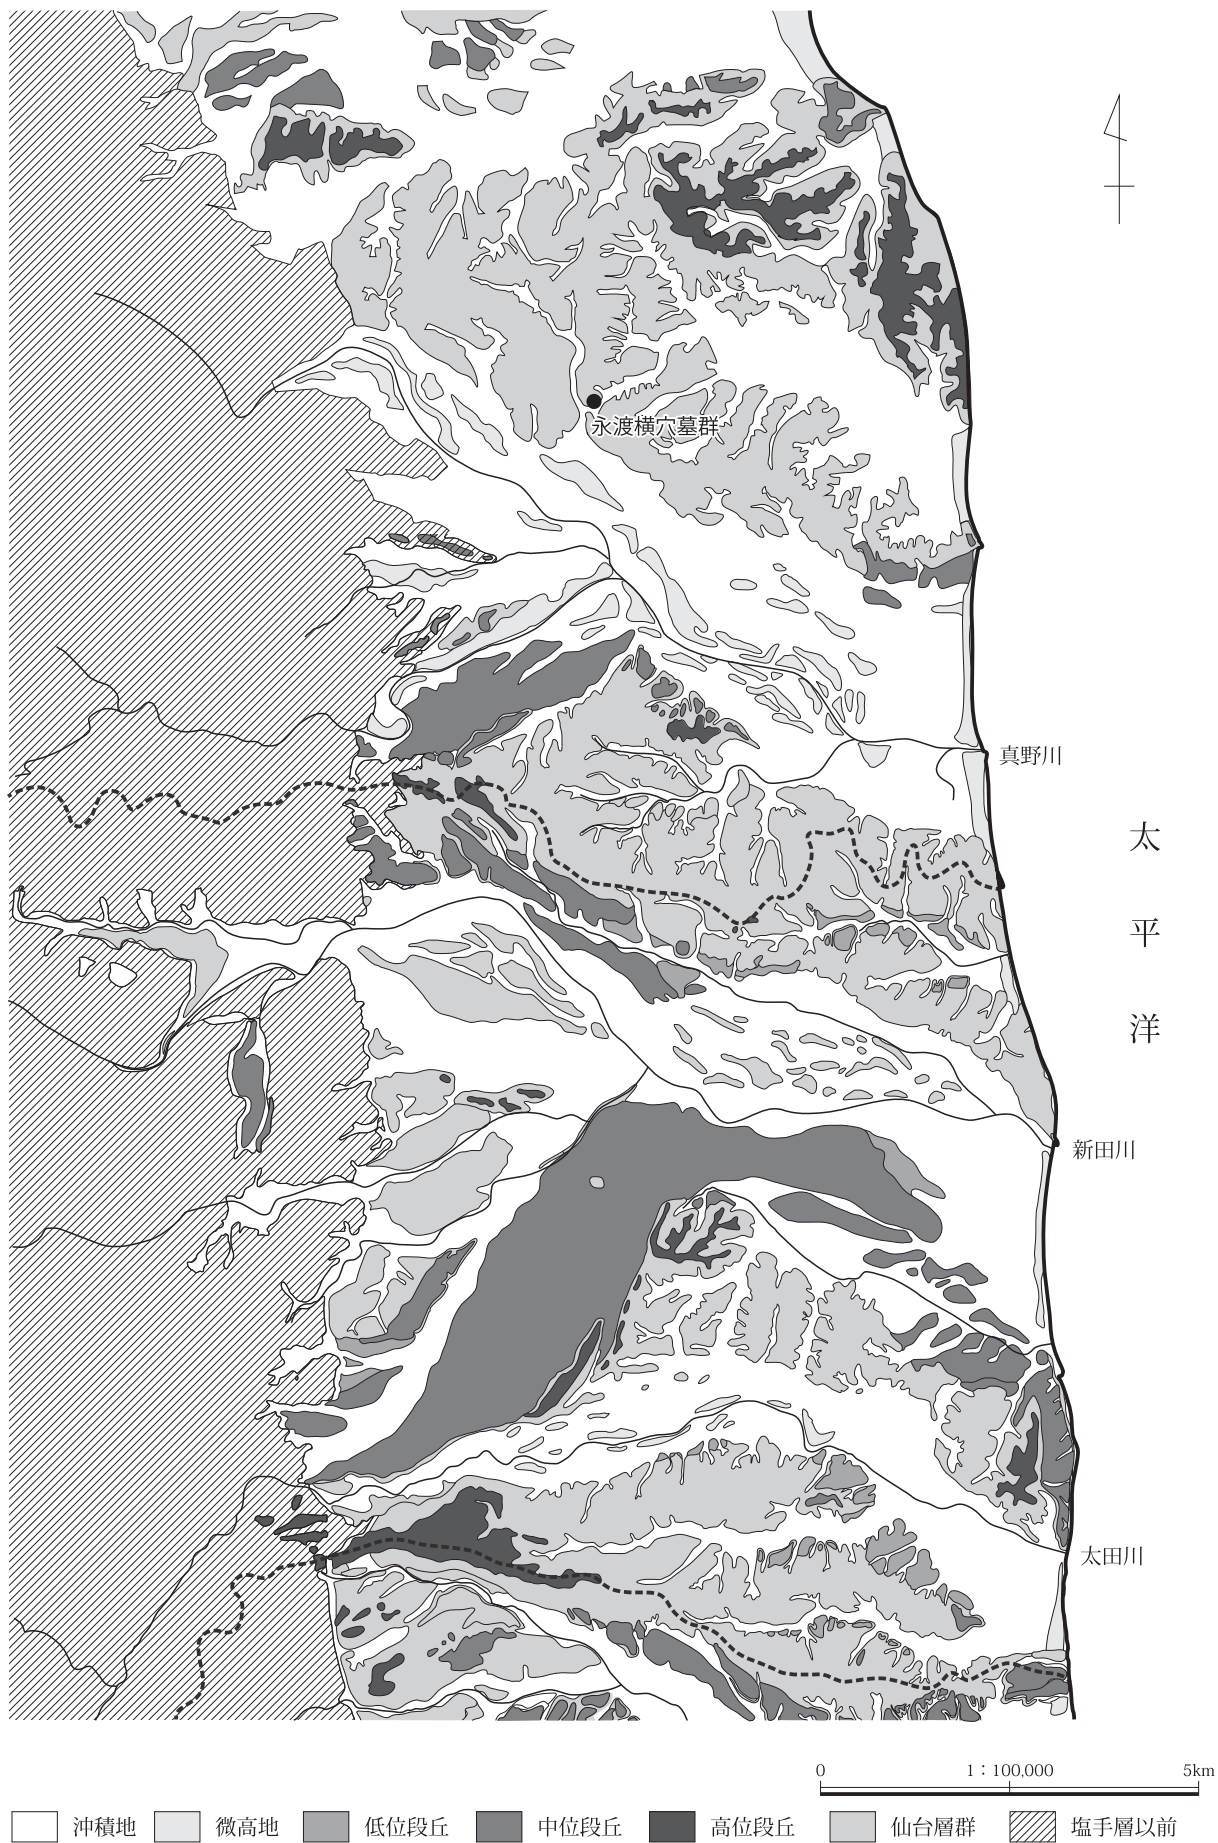 永渡横穴墓群
真野川
太平洋
新田川
太田川
0 1:100,000 5km
沖積地 微高地 低位段丘 中位段丘 高位段丘 仙台層群 塩手層以前